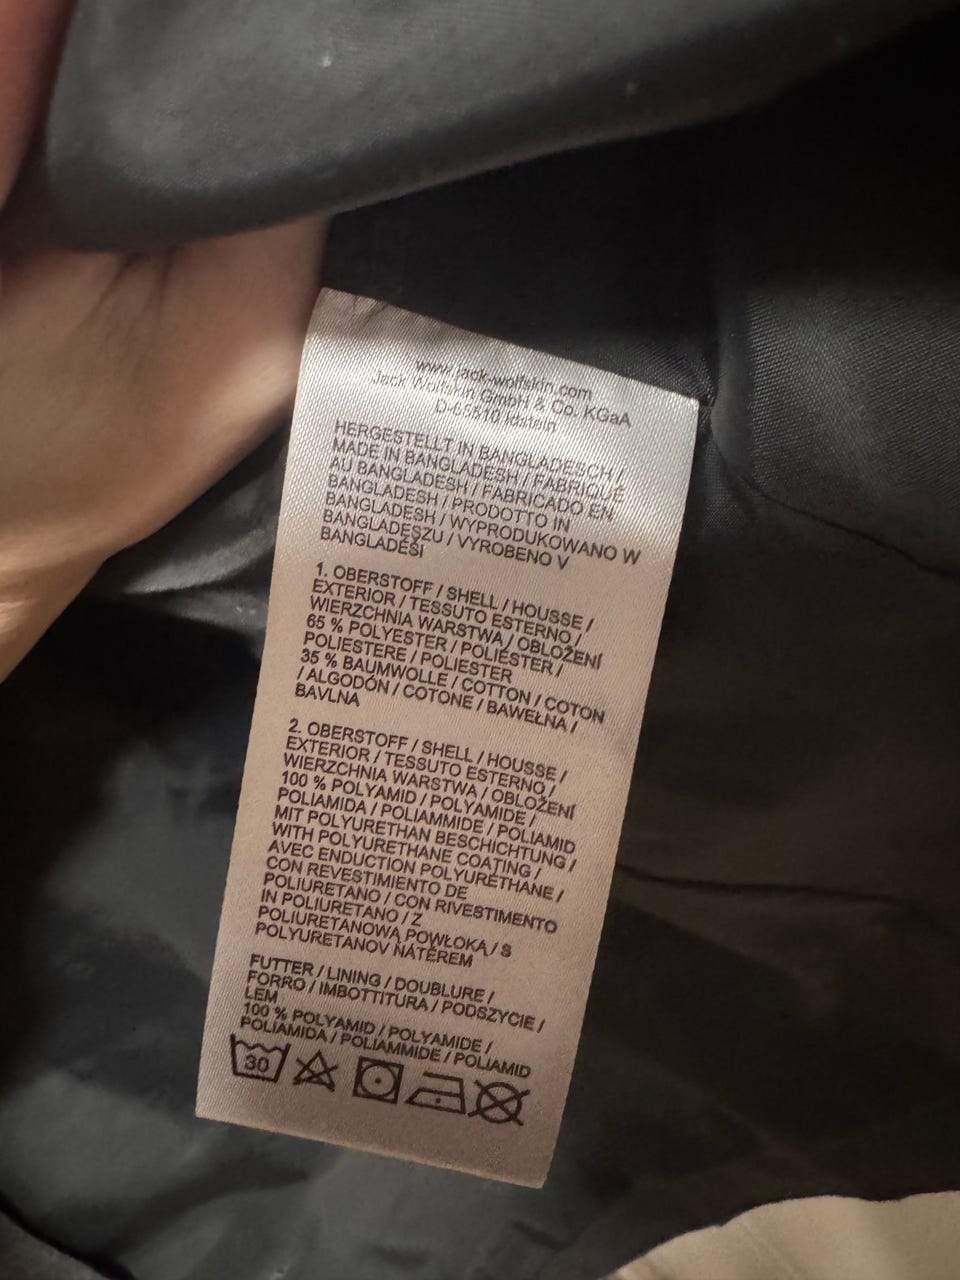 www.jack-wolfskin.com
Jack Wolfskin GmbH & Co. KGaA
D-65510 Idstein
HERGESTELLT IN BANGLADESCH /
MADE IN BANGLADESH / FABRIQUÉ
AU BANGLADESH / FABRICADO EN
BANGLADESH / PRODOTTO IN
BANGLADESH / WYPRODUKOWANO W
BANGLADESZU / VYROBENO V
BANGLADÉŠI
1. OBERSTOFF / SHELL / HOUSSE /
EXTERIOR / TESSUTO ESTERNO /
WIERZCHNIA WARSTWA / OBLOŽENÍ
65 % POLYESTER / POLIÉSTER /
POLIESTERE / POLIESTER
35 % BAUMWOLLE / COTTON / COTON
/ ALGODÓN / COTONE / BAWEŁNA /
BAVLNA
2. OBERSTOFF / SHELL / HOUSSE /
EXTERIOR / TESSUTO ESTERNO /
WIERZCHNIA WARSTWA / OBLOŽENÍ
100 % POLYAMID / POLYAMIDE /
POLIAMIDA / POLIAMMIDE / POLIAMID
MIT POLYURETHAN BESCHICHTUNG /
WITH POLYURETHANE COATING /
AVEC ENDUCTION POLYURÉTHANE /
CON REVESTIMIENTO DE
POLIURETANO / CON RIVESTIMENTO
IN POLIURETANO / Z
POLIURETANOWĄ POWŁOKĄ / S
POLYURETANOV NÁTĚREM
FUTTER / LINING / DOUBLURE /
FORRO / IMBOTTITURA / PODSZYCIE /
LEM
100 % POLYAMID / POLYAMIDE /
POLIAMIDA / POLIAMMIDE / POLIAMID
30